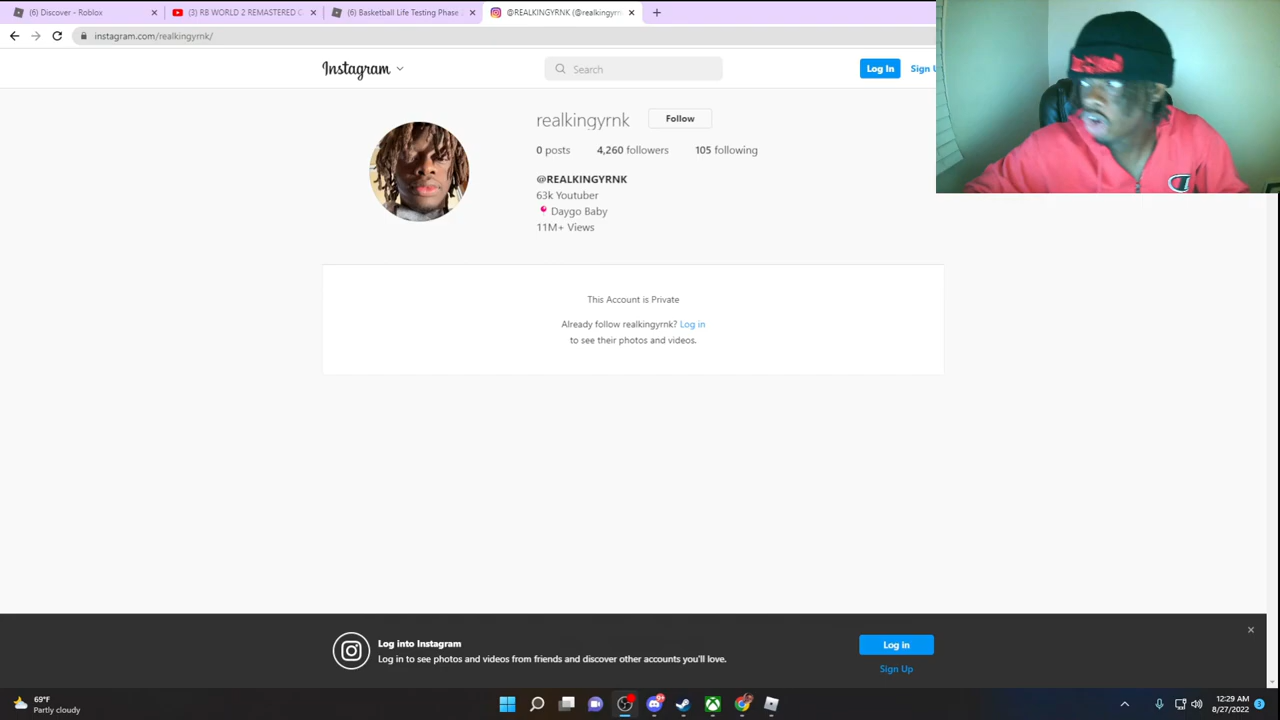 (6) Discover - Roblox
(3) RB WORLD 2 REMASTERED
(6) Basketball Life Testing Phase
@REALKINGYRNK (@realkingyrn
instagram.com/realkingyrnk/
Instagram
Search
Log In
Sign U
realkingyrnk
Follow
0 posts
4,260 followers
105 following
@REALKINGYRNK
63k Youtuber
Daygo Baby
11M+ Views
This Account is Private
Already follow realkingyrnk? Log in
to see their photos and videos.
Log into Instagram
Log in to see photos and videos from friends and discover other accounts you'll love.
Log in
Sign Up
69°F
Partly cloudy
12:29 AM
8/27/2022
3